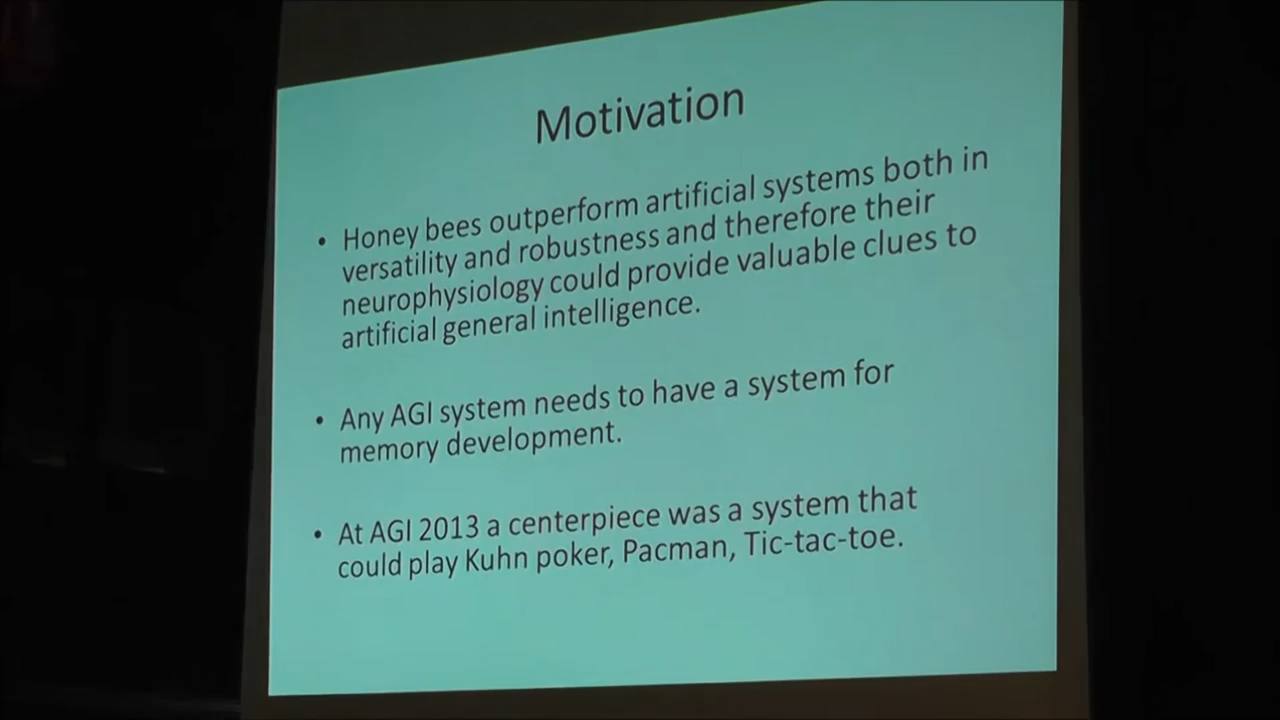 Motivation
• Honey bees outperform artificial systems both in
versatility and robustness and therefore their
neurophysiology could provide valuable clues to
artificial general intelligence.
• Any AGI system needs to have a system for
memory development.
• At AGI 2013 a centerpiece was a system that
could play Kuhn poker, Pacman, Tic-tac-toe.